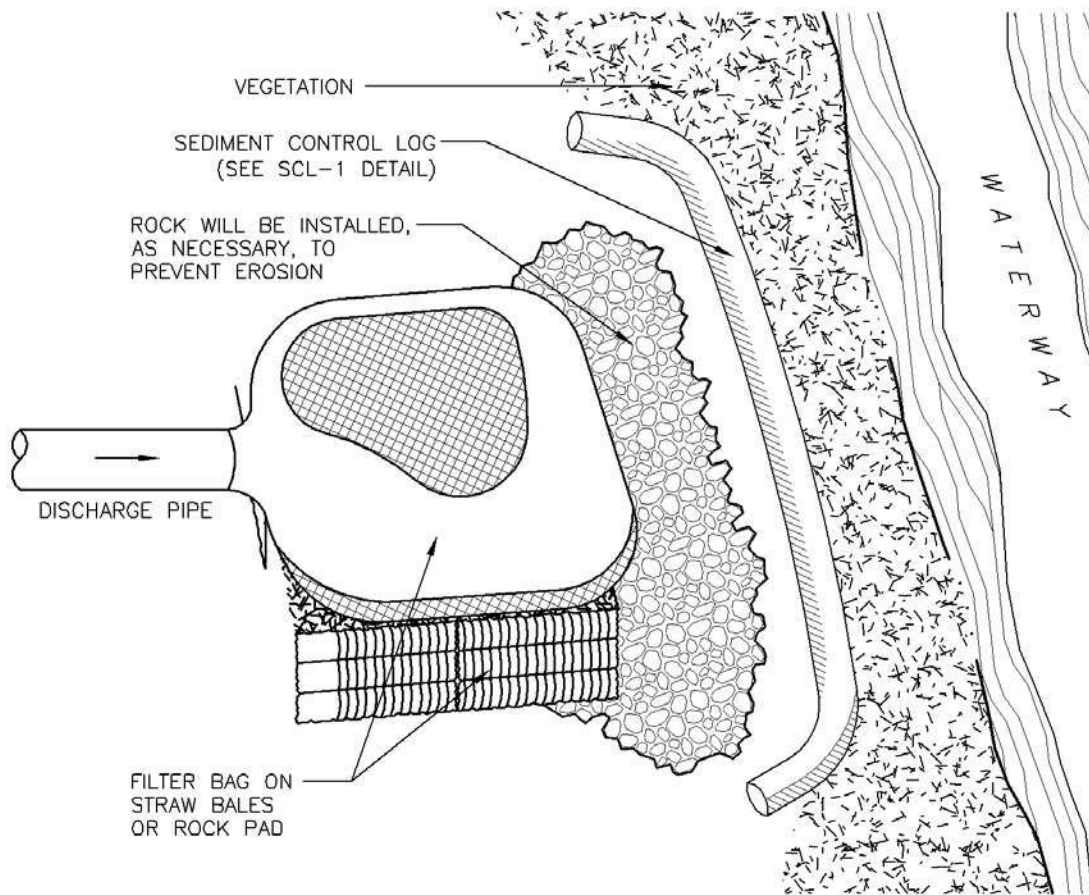 VEGETATION
SEDIMENT CONTROL LOG
(SEE SCL-1 DETAIL)
ROCK WILL BE INSTALLED,
AS NECESSARY, TO
PREVENT EROSION
WATERWAY
DISCHARGE PIPE
FILTER BAG ON
STRAW BALES
OR ROCK PAD